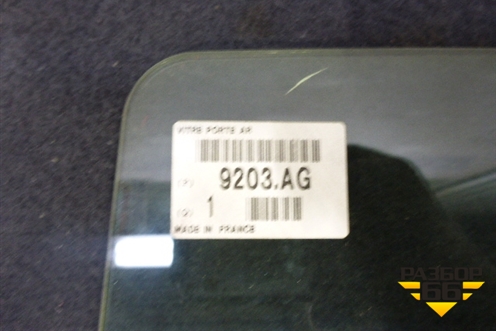 VITRE PORTE AR
(P) 9203.AG
(Q) 1
MADE IN FRANCE
РАЗБОР
66